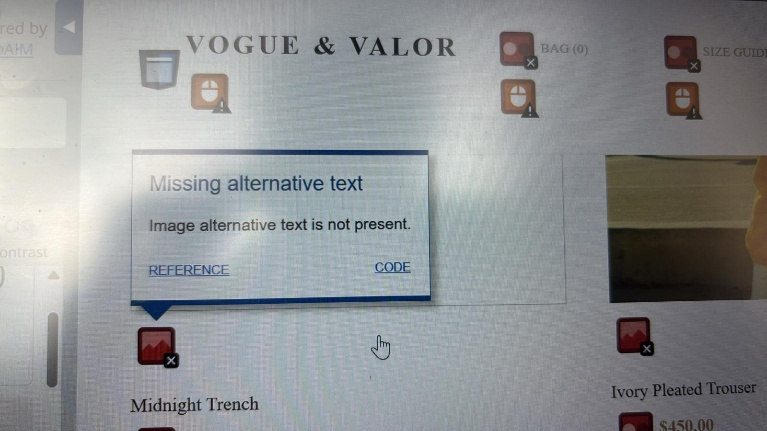 red by
AIM
VOGUE & VALOR
BAG (0)
SIZE GUID
Missing alternative text
Image alternative text is not present.
REFERENCE
CODE
ontrast
Midnight Trench
Ivory Pleated Trouser
$450.00